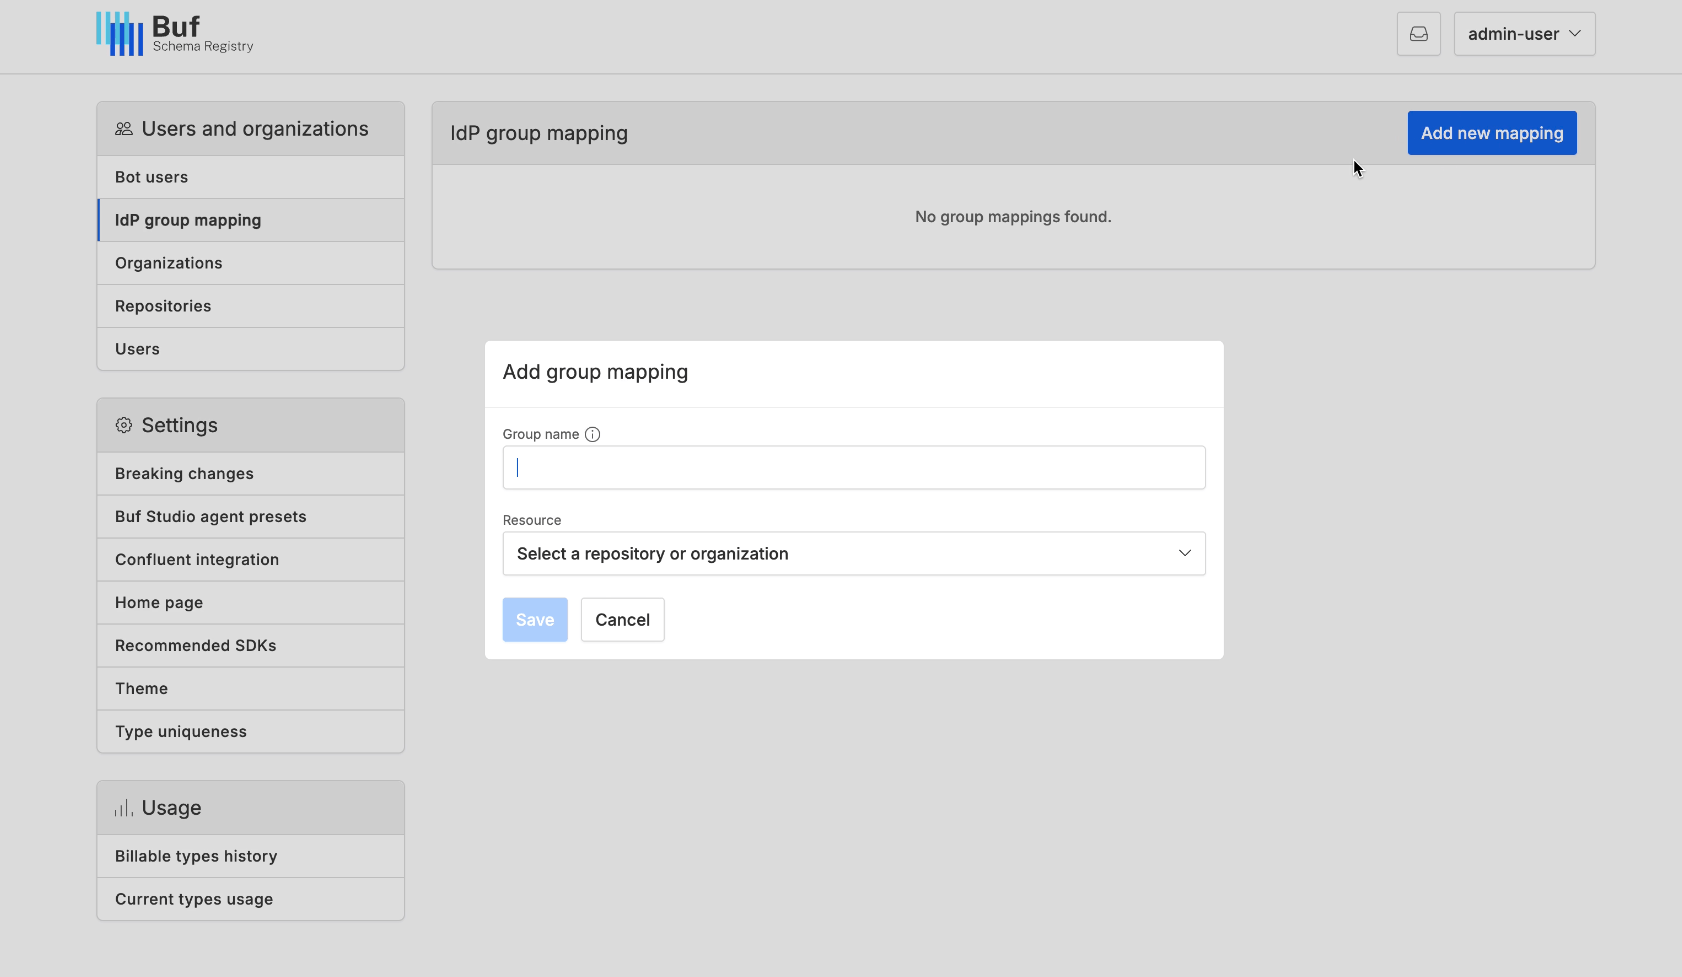 Buf
Schema Registry
admin-user
Users and organizations
Bot users
IdP group mapping
Organizations
Repositories
Users
Settings
Breaking changes
Buf Studio agent presets
Confluent integration
Home page
Recommended SDKs
Theme
Type uniqueness
Usage
Billable types history
Current types usage
IdP group mapping
Add new mapping
No group mappings found.
Add group mapping
Group name
Resource
Select a repository or organization
Save Cancel